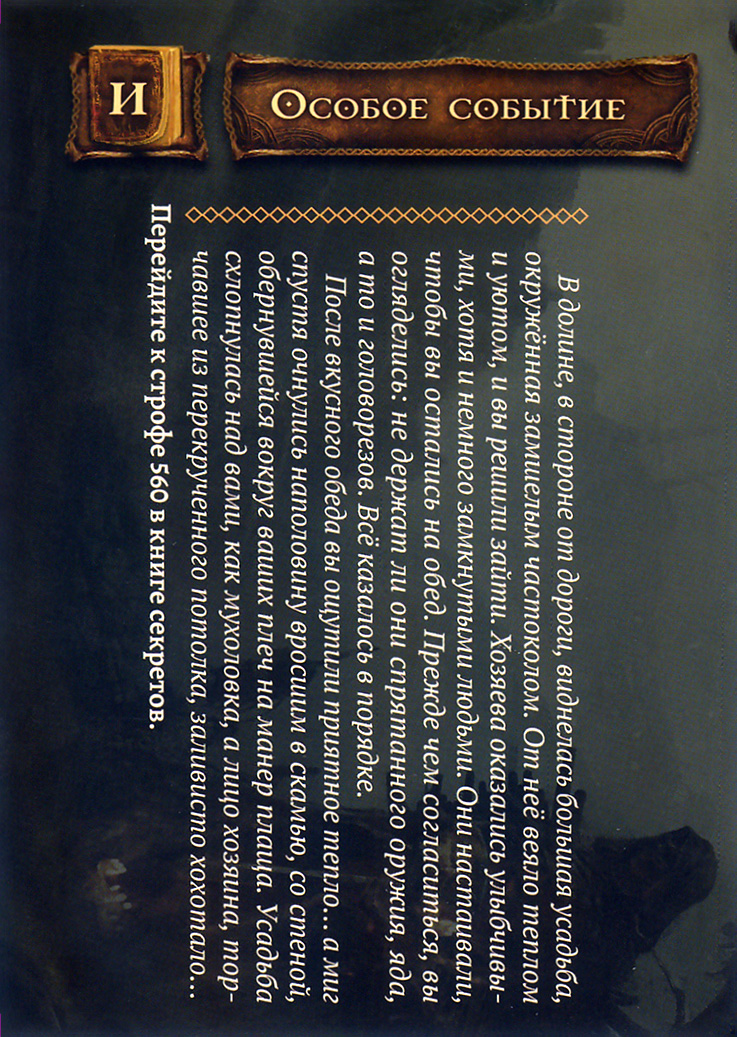 И
Особое событие
В долине, в стороне от дороги, виднелась большая усадьба,
окружённая замшелым частоколом. От неё веяло теплом
и уютом, и вы решили зайти. Хозяева оказались улыбчивы-
ми, хотя и немного замкнутыми людьми. Они настаивали,
чтобы вы остались на обед. Прежде чем согласиться, вы
огляделись: не держат ли они спрятанного оружия, яда,
а то и головорезов. Всё казалось в порядке.
После вкусного обеда вы ощутили приятное тепло... а миг
спустя очнулись наполовину вросшим в скамью, со стеной,
обернувшейся вокруг ваших плеч на манер плаща. Усадьба
схлопнулась над вами, как мухоловка, а лицо хозяина, тор-
чавшее из перекрученного потолка, заливисто хохотало...
Перейдите к строфе 560 в книге секретов.